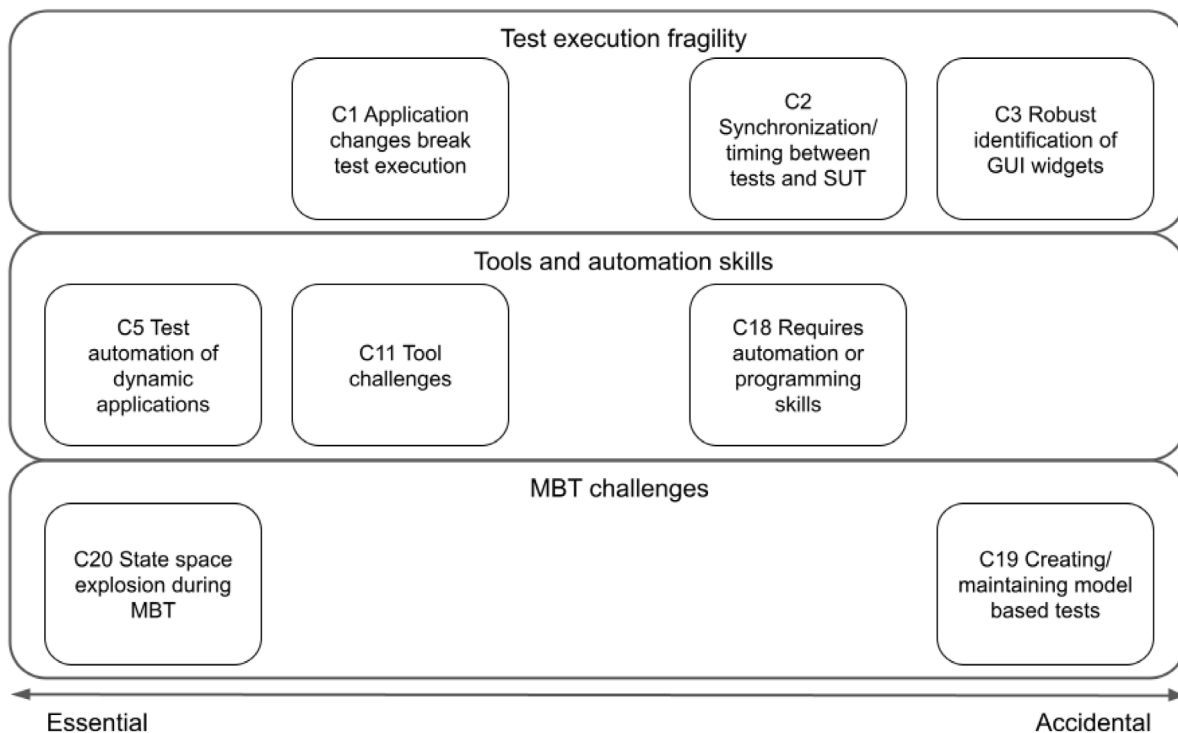 Test execution fragility
C1 Application
changes break
test execution
C2
Synchronization/
timing between
tests and SUT
C3 Robust
identification of
GUI widgets
Tools and automation skills
C5 Test
automation of
dynamic
applications
C11 Tool
challenges
C18 Requires
automation or
programming
skills
MBT challenges
C20 State space
explosion during
MBT
C19 Creating/
maintaining model
based tests
Essential
Accidental